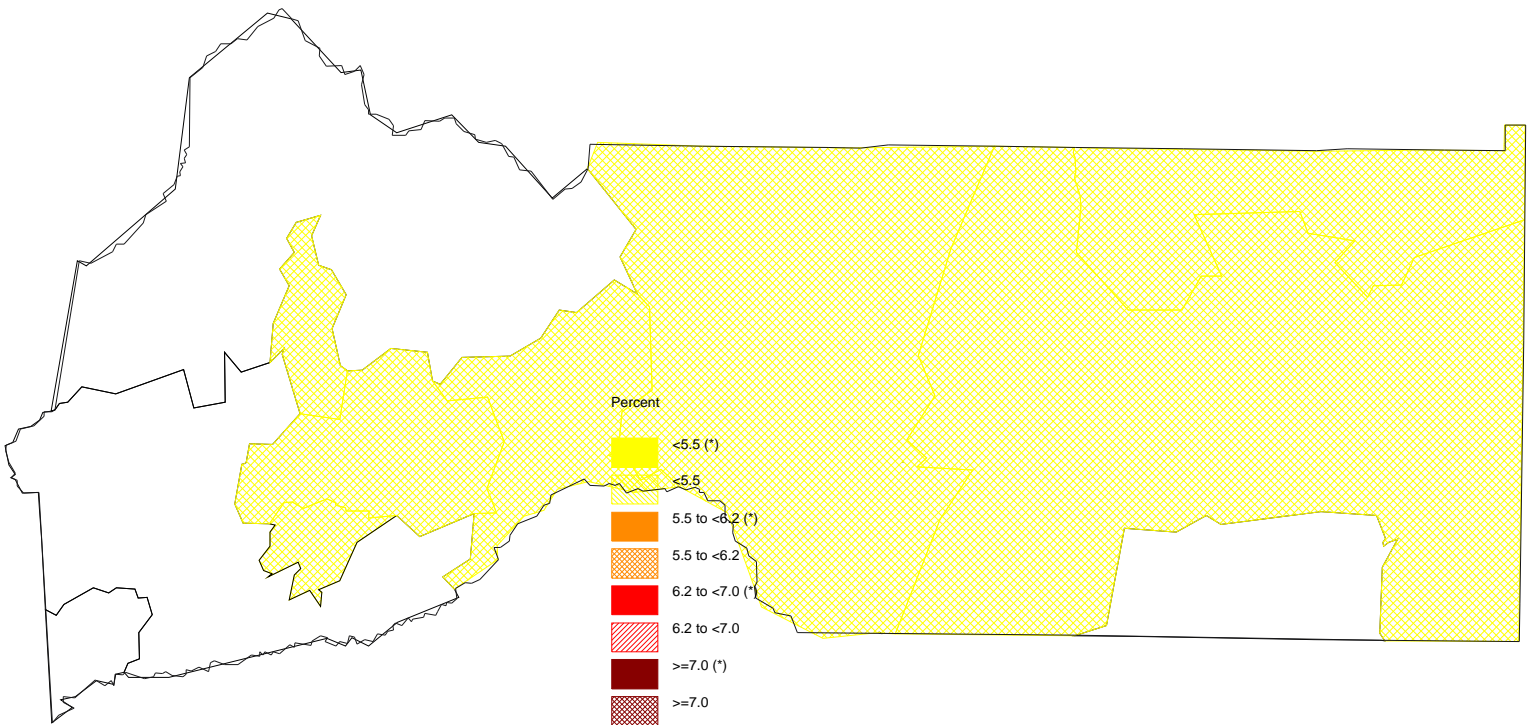 Percent
<5.5 (*)
<5.5
5.5 to <6.2 (*)
5.5 to <6.2
6.2 to <7.0 (*)
6.2 to <7.0
>=7.0 (*)
>=7.0